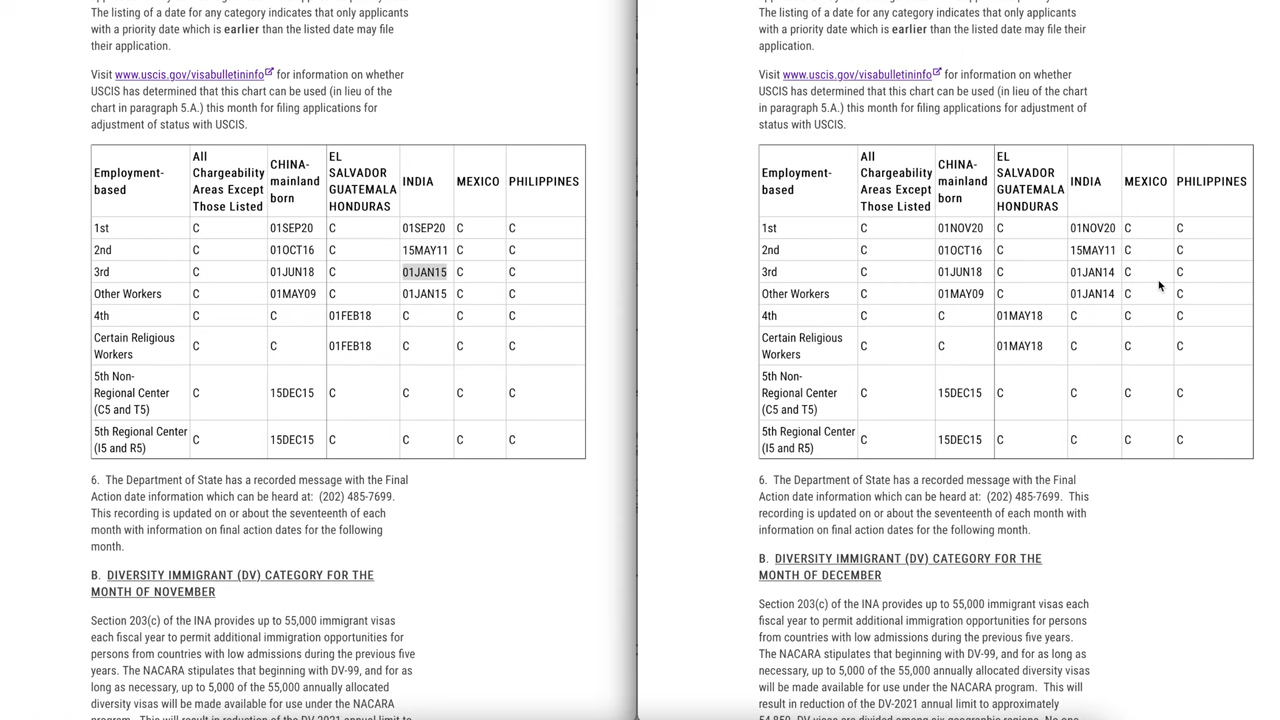 The listing of a date for any category indicates that only applicants
with a priority date which is earlier than the listed date may file
their application.
Visit www.uscis.gov/visabulletininfo for information on whether
USCIS has determined that this chart can be used (in lieu of the
chart in paragraph 5.A.) this month for filing applications for
adjustment of status with USCIS.
Employment-based All Chargeability Areas Except Those Listed CHINA-mainland born EL SALVADOR GUATEMALA HONDURAS INDIA MEXICO PHILIPPINES
1st C 01SEP20 C 01SEP20 C C
2nd C 01OCT16 C 15MAY11 C C
3rd C 01JUN18 C 01JAN15 C C
Other Workers C 01MAY09 C 01JAN15 C C
4th C C 01FEB18 C C C
Certain Religious Workers C C 01FEB18 C C C
5th Non-Regional Center (C5 and T5) C 15DEC15 C C C C
5th Regional Center (I5 and R5) C 15DEC15 C C C C
6. The Department of State has a recorded message with the Final
Action date information which can be heard at: (202) 485-7699.
This recording is updated on or about the seventeenth of each
month with information on final action dates for the following
month.
B. DIVERSITY IMMIGRANT (DV) CATEGORY FOR THE
MONTH OF NOVEMBER
Section 203(c) of the INA provides up to 55,000 immigrant visas
each fiscal year to permit additional immigration opportunities for
persons from countries with low admissions during the previous five
years. The NACARA stipulates that beginning with DV-99, and for as
long as necessary, up to 5,000 of the 55,000 annually allocated
diversity visas will be made available for use under the NACARA
program. This will result in reduction of the DV-2021 annual limit to
The listing of a date for any category indicates that only applicants
with a priority date which is earlier than the listed date may file their
application.
Visit www.uscis.gov/visabulletininfo for information on whether
USCIS has determined that this chart can be used (in lieu of the chart
in paragraph 5.A.) this month for filing applications for adjustment of
status with USCIS.
Employment-based All Chargeability Areas Except Those Listed CHINA-mainland born EL SALVADOR GUATEMALA HONDURAS INDIA MEXICO PHILIPPINES
1st C 01NOV20 C 01NOV20 C C
2nd C 01OCT16 C 15MAY11 C C
3rd C 01JUN18 C 01JAN14 C C
Other Workers C 01MAY09 C 01JAN14 C C
4th C C 01MAY18 C C C
Certain Religious Workers C C 01MAY18 C C C
5th Non-Regional Center (C5 and T5) C 15DEC15 C C C C
5th Regional Center (I5 and R5) C 15DEC15 C C C C
6. The Department of State has a recorded message with the Final
Action date information which can be heard at: (202) 485-7699. This
recording is updated on or about the seventeenth of each month with
information on final action dates for the following month.
B. DIVERSITY IMMIGRANT (DV) CATEGORY FOR THE
MONTH OF DECEMBER
Section 203(c) of the INA provides up to 55,000 immigrant visas each
fiscal year to permit additional immigration opportunities for persons
from countries with low admissions during the previous five years.
The NACARA stipulates that beginning with DV-99, and for as long as
necessary, up to 5,000 of the 55,000 annually allocated diversity visas
will be made available for use under the NACARA program. This will
result in reduction of the DV-2021 annual limit to approximately
54,850. DV visas are divided among six geographic regions. No one